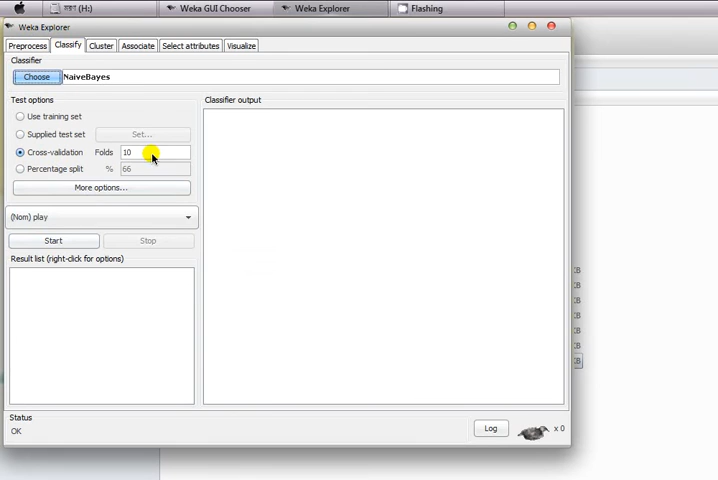 মাল্টা (H:)
Weka GUI Chooser
Weka Explorer
Flashing
Weka Explorer
Preprocess
Classify
Cluster
Associate
Select attributes
Visualize
Classifier
Choose
NaiveBayes
Test options
Use training set
Supplied test set
Set...
Cross-validation Folds 10
Percentage split % 66
More options...
(Nom) play
Start
Stop
Result list (right-click for options)
Classifier output
Status
OK
Log
x 0